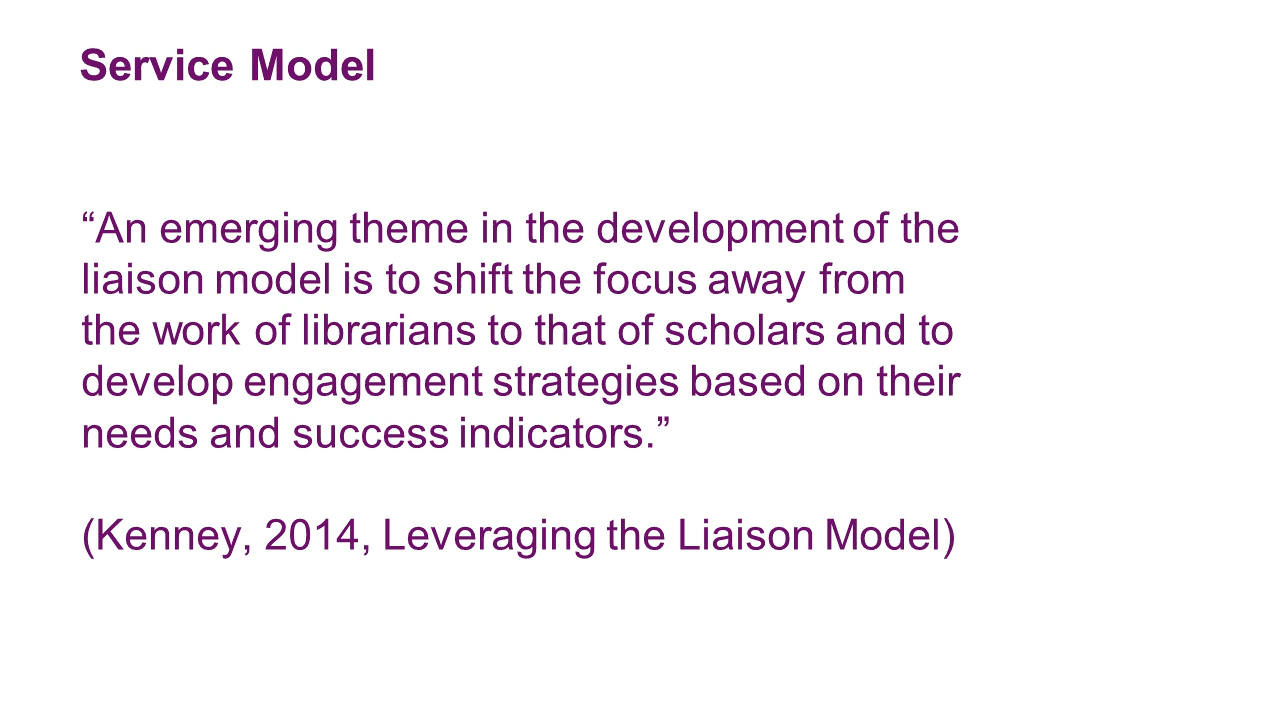 Service Model
“An emerging theme in the development of the
liaison model is to shift the focus away from
the work of librarians to that of scholars and to
develop engagement strategies based on their
needs and success indicators.”
(Kenney, 2014, Leveraging the Liaison Model)